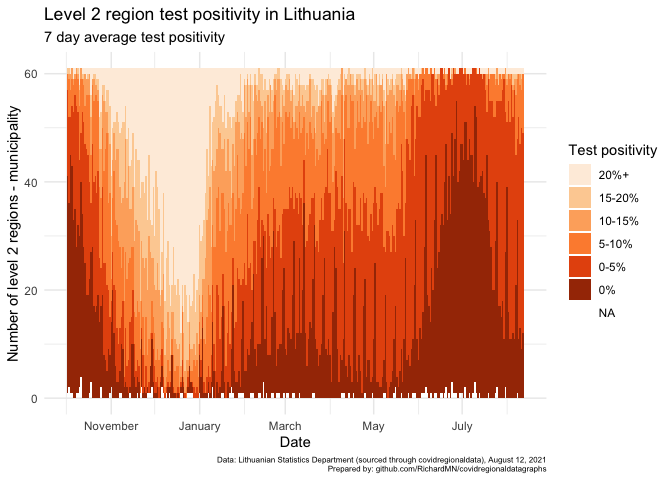 Level 2 region test positivity in Lithuania
7 day average test positivity
Number of level 2 regions - municipality
60
40
20
0
November
January
March
May
July
Date
Test positivity
20%+
15-20%
10-15%
5-10%
0-5%
0%
NA
Data: Lithuanian Statistics Department (sourced through covidregionaldata), August 12, 2021
Prepared by: github.com/RichardMN/covidregionaldatagraphs